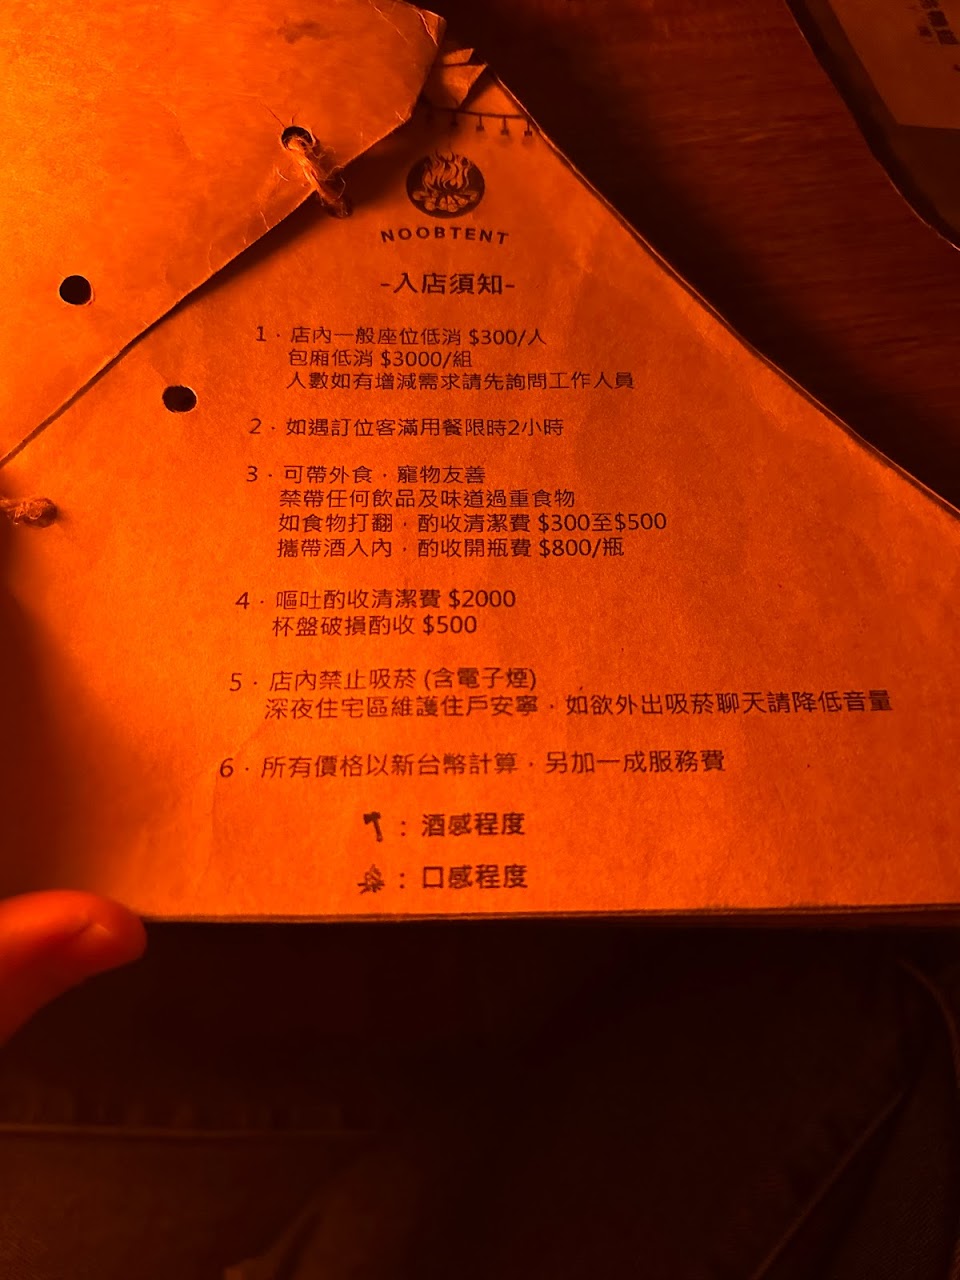 NOOBTENT
-入店須知-
1．店內一般座位低消 $300/人
包廂低消 $3000/組
人數如有增減需求請先詢問工作人員
2．如遇訂位客滿用餐限時2小時
3．可帶外食．寵物友善
禁帶任何飲品及味道過重食物
如食物打翻．酌收清潔費 $300至$500
攜帶酒入內．酌收開瓶費 $800/瓶
4．嘔吐酌收清潔費 $2000
杯盤破損酌收 $500
5．店內禁止吸菸 (含電子煙)
深夜住宅區維護住戶安寧．如欲外出吸菸聊天請降低音量
6．所有價格以新台幣計算．另加一成服務費
：酒感程度
：口感程度